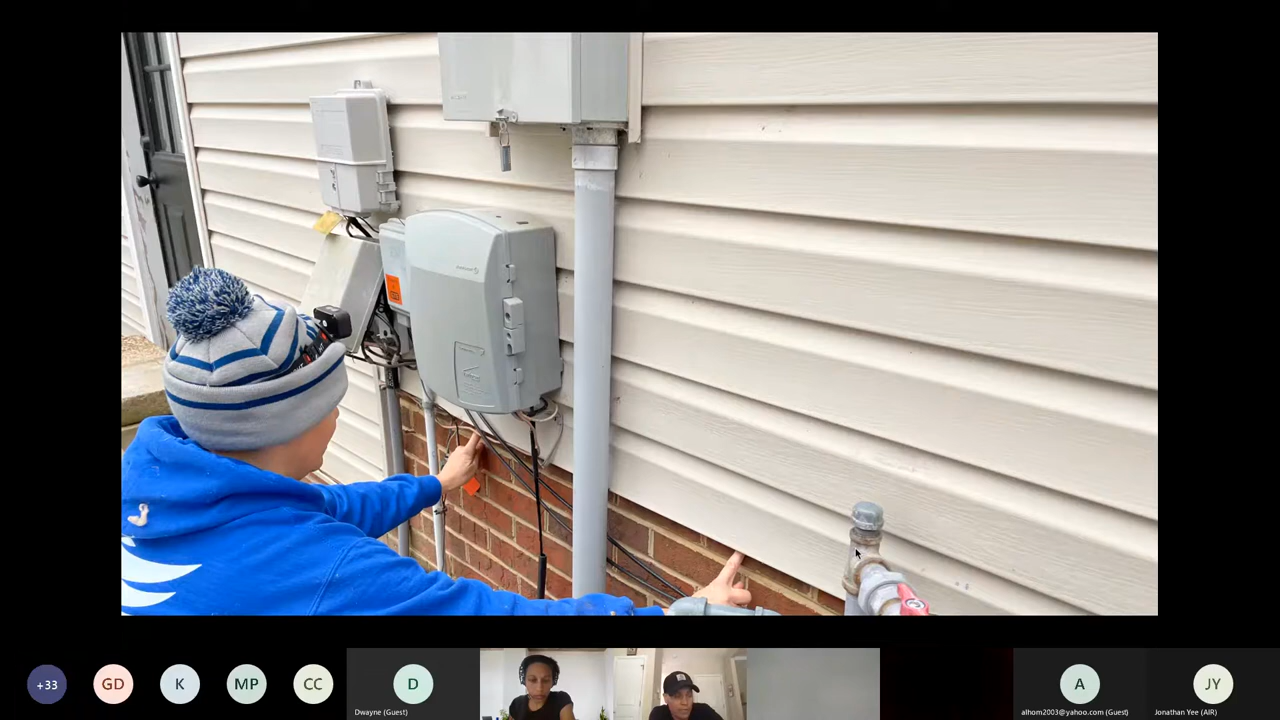 +33
GD
K
MP
CC
D
Dwayne (Guest)
A
alhom2003@yahoo.com (Guest)
JY
Jonathan Yee (AIR)